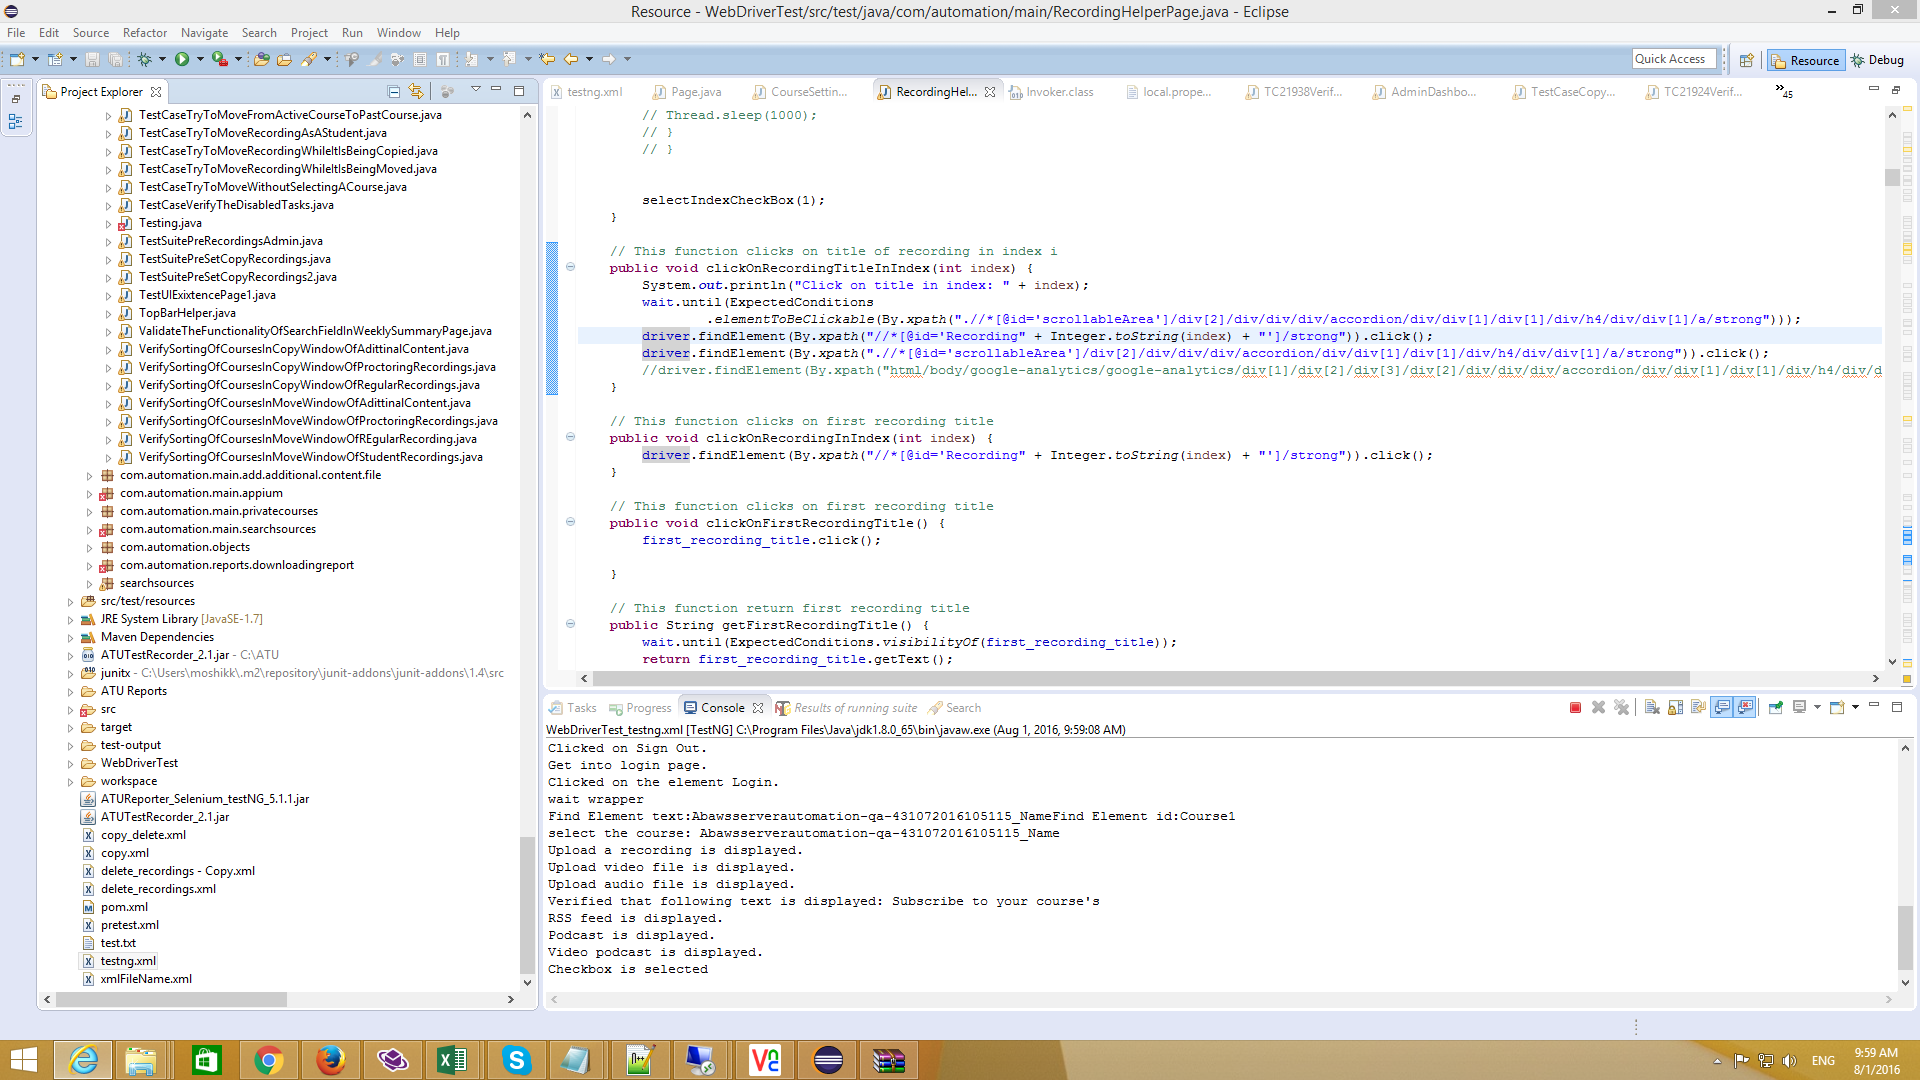 Resource - WebDriverTest/src/test/java/com/automation/main/RecordingHelperPage.java - Eclipse
File Edit Source Refactor Navigate Search Project Run Window Help
Quick Access
Resource
Debug
Project Explorer
TestCaseTryToMoveFromActiveCourseToPastCourse.java
TestCaseTryToMoveRecordingAsAStudent.java
TestCaseTryToMoveRecordingWhileItIsBeingCopied.java
TestCaseTryToMoveRecordingWhileItIsBeingMoved.java
TestCaseTryToMoveWithoutSelectingACourse.java
TestCaseVerifyTheDisabledTasks.java
Testing.java
TestSuitePreRecordingsAdmin.java
TestSuitePreSetCopyRecordings.java
TestSuitePreSetCopyRecordings2.java
TestUIExixtencePage1.java
TopBarHelper.java
ValidateTheFunctionalityOfSearchFieldInWeeklySummaryPage.java
VerifySortingOfCoursesInCopyWindowOfAdittinalContent.java
VerifySortingOfCoursesInCopyWindowOfProctoringRecordings.java
VerifySortingOfCoursesInCopyWindowOfRegularRecordings.java
VerifySortingOfCoursesInMoveWindowOfAdittinalContent.java
VerifySortingOfCoursesInMoveWindowOfProctoringRecordings.java
VerifySortingOfCoursesInMoveWindowOfREgularRecording.java
VerifySortingOfCoursesInMoveWindowOfStudentRecordings.java
com.automation.main.add.additional.content.file
com.automation.main.appium
com.automation.main.privatecourses
com.automation.main.searchsources
com.automation.objects
com.automation.reports.downloadingreport
searchsources
src/test/resources
JRE System Library [JavaSE-1.7]
Maven Dependencies
ATUTestRecorder_2.1.jar - C:\ATU
junitx - C:\Users\moshikk\.m2\repository\junit-addons\junit-addons\1.4\src
ATU Reports
src
target
test-output
WebDriverTest
workspace
ATUReporter_Selenium_testNG_5.1.1.jar
ATUTestRecorder_2.1.jar
copy_delete.xml
copy.xml
delete_recordings - Copy.xml
delete_recordings.xml
pom.xml
pretest.xml
test.txt
testng.xml
xmlFileName.xml
testng.xml Page.java CourseSettin... RecordingHel... Invoker.class local.prope... TC21938Verif... AdminDashbo... TestCaseCopy... TC21924Verif... 45
// Thread.sleep(1000);
// }
// }
selectIndexCheckBox(1);
}
// This function clicks on title of recording in index i
public void clickOnRecordingTitleInIndex(int index) {
System.out.println("Click on title in index: " + index);
wait.until(ExpectedConditions
.elementToBeClickable(By.xpath(".//*[@id='scrollableArea']/div[2]/div/div/div/accordion/div/div[1]/div[1]/div/h4/div/div[1]/a/strong")));
driver.findElement(By.xpath("//*[@id='Recording" + Integer.toString(index) + "']/strong")).click();
driver.findElement(By.xpath(".//*[@id='scrollableArea']/div[2]/div/div/div/accordion/div/div[1]/div[1]/div/h4/div/div[1]/a/strong")).click();
//driver.findElement(By.xpath("html/body/google-analytics/google-analytics/div[1]/div[2]/div[3]/div[2]/div/div/div/accordion/div/div[1]/div[1]/div/h4/div/d
}
// This function clicks on first recording title
public void clickOnRecordingInIndex(int index) {
driver.findElement(By.xpath("//*[@id='Recording" + Integer.toString(index) + "']/strong")).click();
}
// This function clicks on first recording title
public void clickOnFirstRecordingTitle() {
first_recording_title.click();
}
// This function return first recording title
public String getFirstRecordingTitle() {
wait.until(ExpectedConditions.visibilityOf(first_recording_title));
return first_recording_title.getText();
Tasks Progress Console Results of running suite Search
WebDriverTest_testng.xml [TestNG] C:\Program Files\Java\jdk1.8.0_65\bin\javaw.exe (Aug 1, 2016, 9:59:08 AM)
Clicked on Sign Out.
Get into login page.
Clicked on the element Login.
wait wrapper
Find Element text:Abawsserverautomation-qa-431072016105115_NameFind Element id:Course1
select the course: Abawsserverautomation-qa-431072016105115_Name
Upload a recording is displayed.
Upload video file is displayed.
Upload audio file is displayed.
Verified that following text is displayed: Subscribe to your course's
RSS feed is displayed.
Podcast is displayed.
Video podcast is displayed.
Checkbox is selected
ENG
9:59 AM
8/1/2016